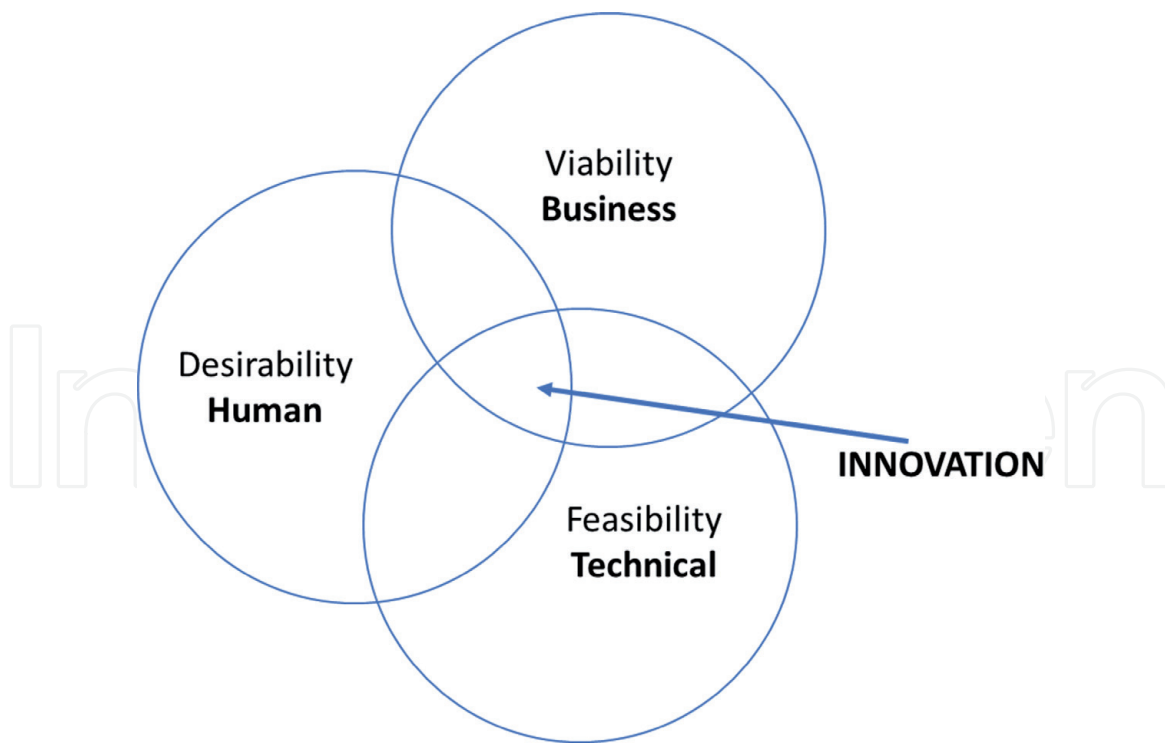 Viability
Business
Desirability
Human
Feasibility
Technical
INNOVATION